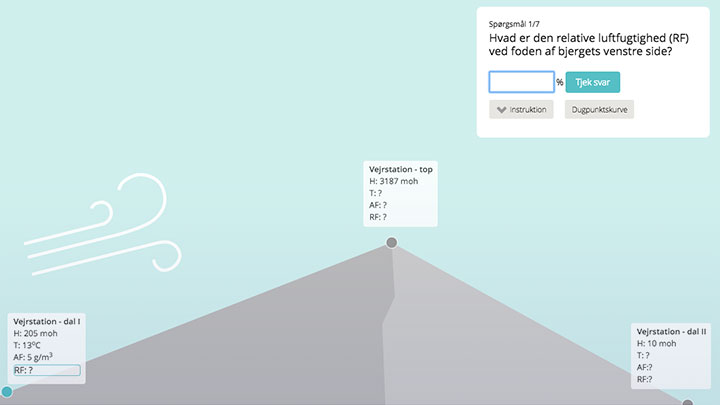 Spørgsmål 1/7
Hvad er den relative luftfugtighed (RF)
ved foden af bjergets venstre side?
% Tjek svar
Instruktion Dugpunktskurve
Vejrstation - top
H: 3187 moh
T: ?
AF: ?
RF: ?
Vejrstation - dal I
H: 205 moh
T: 13°C
AF: 5 g/m³
RF: ?
Vejrstation - dal II
H: 10 moh
T: ?
AF:?
RF:?